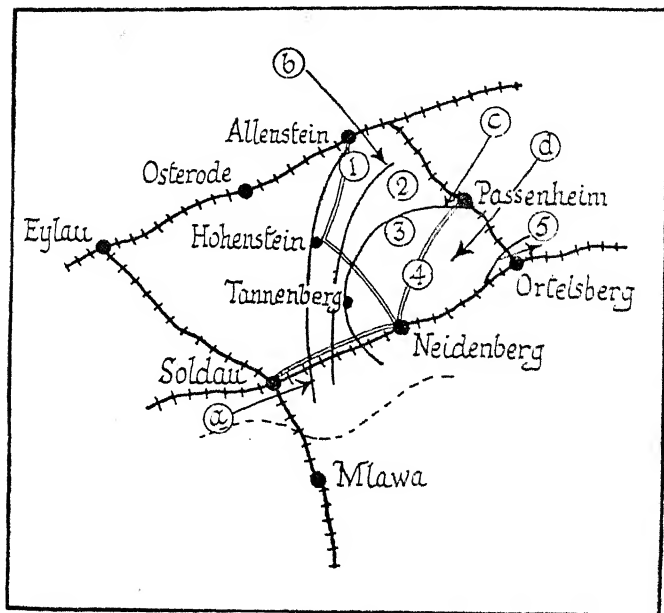 b
Allenstein
c
1
d
Osterode
2
Passenheim
Eylau
Hohenstein
3
5
4
Ortelsberg
Tannenberg
Neidenberg
Soldau
a
Mlawa